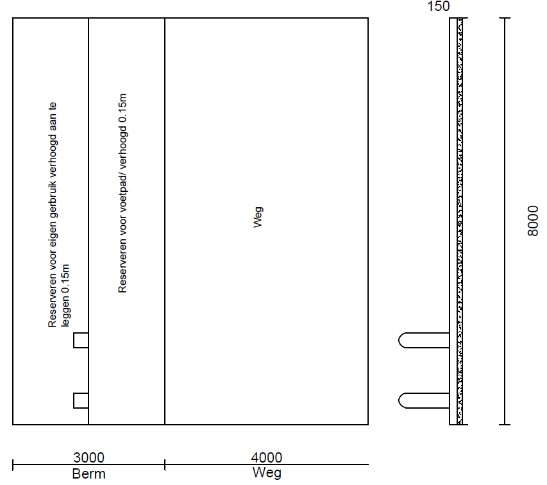 150
Reserveren voor eigen gerbruik verhoogd aan te
leggen 0.15m
Reserveren voor voetpad/ verhoogd 0.15m
Weg
8000
3000
4000
Berm
Weg